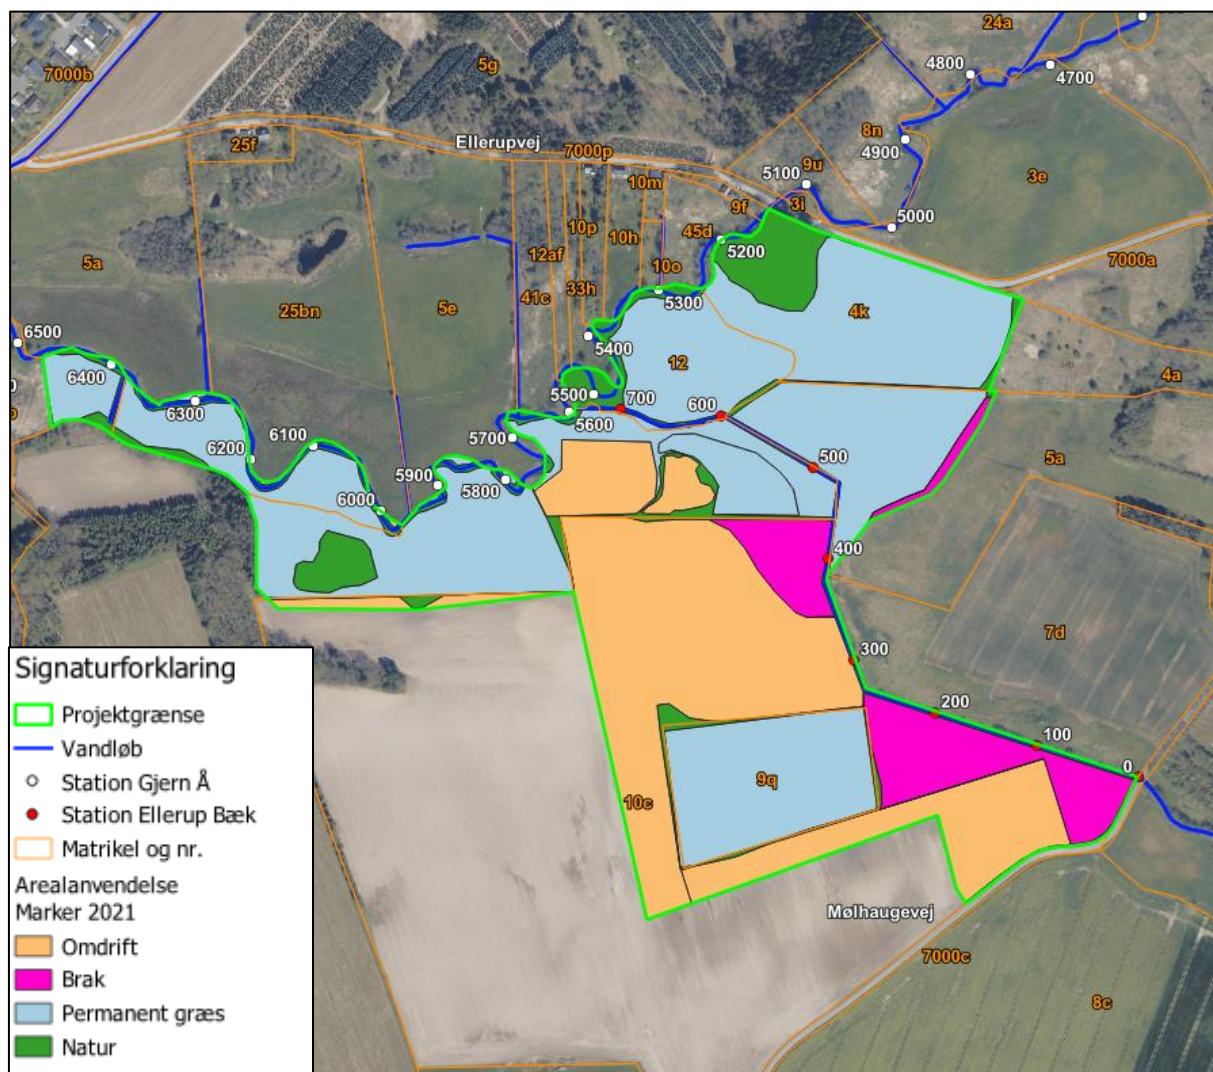 24a
7000b
5g
4800
4700
8n
4900
25f
Ellerupvej
7000p
10m
5100
9u
3e
9f
3i
5000
10p
10h
45d
5200
12af
10o
7000a
5a
33h
41c
25bn
5e
5300
4k
6500
5400
12
4a
6400
6300
5500
700
600
5600
6100
5700
6200
500
5a
5900
5800
6000
400
7d
300
200
100
0
9q
10c
Mølhaugevej
7000c
8c
Signaturforklaring
Projektgrænse
Vandløb
Station Gjern Å
Station Ellerup Bæk
Matrikel og nr.
Arealanvendelse
Marker 2021
Omdrift
Brak
Permanent græs
Natur